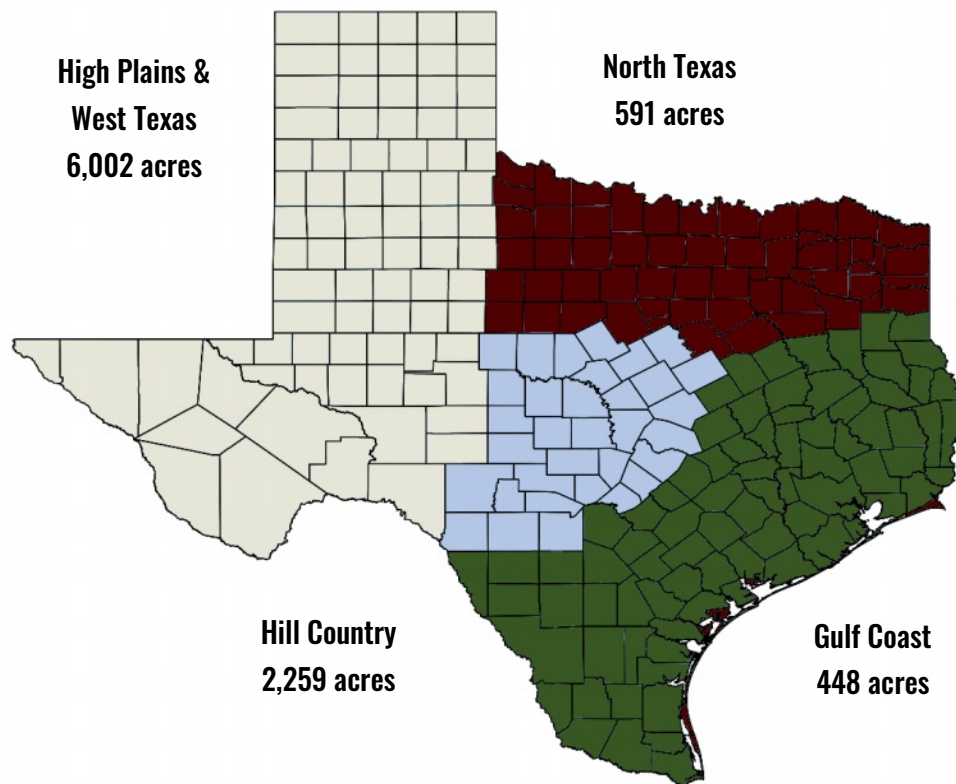 High Plains &
West Texas
6,002 acres
North Texas
591 acres
Hill Country
2,259 acres
Gulf Coast
448 acres